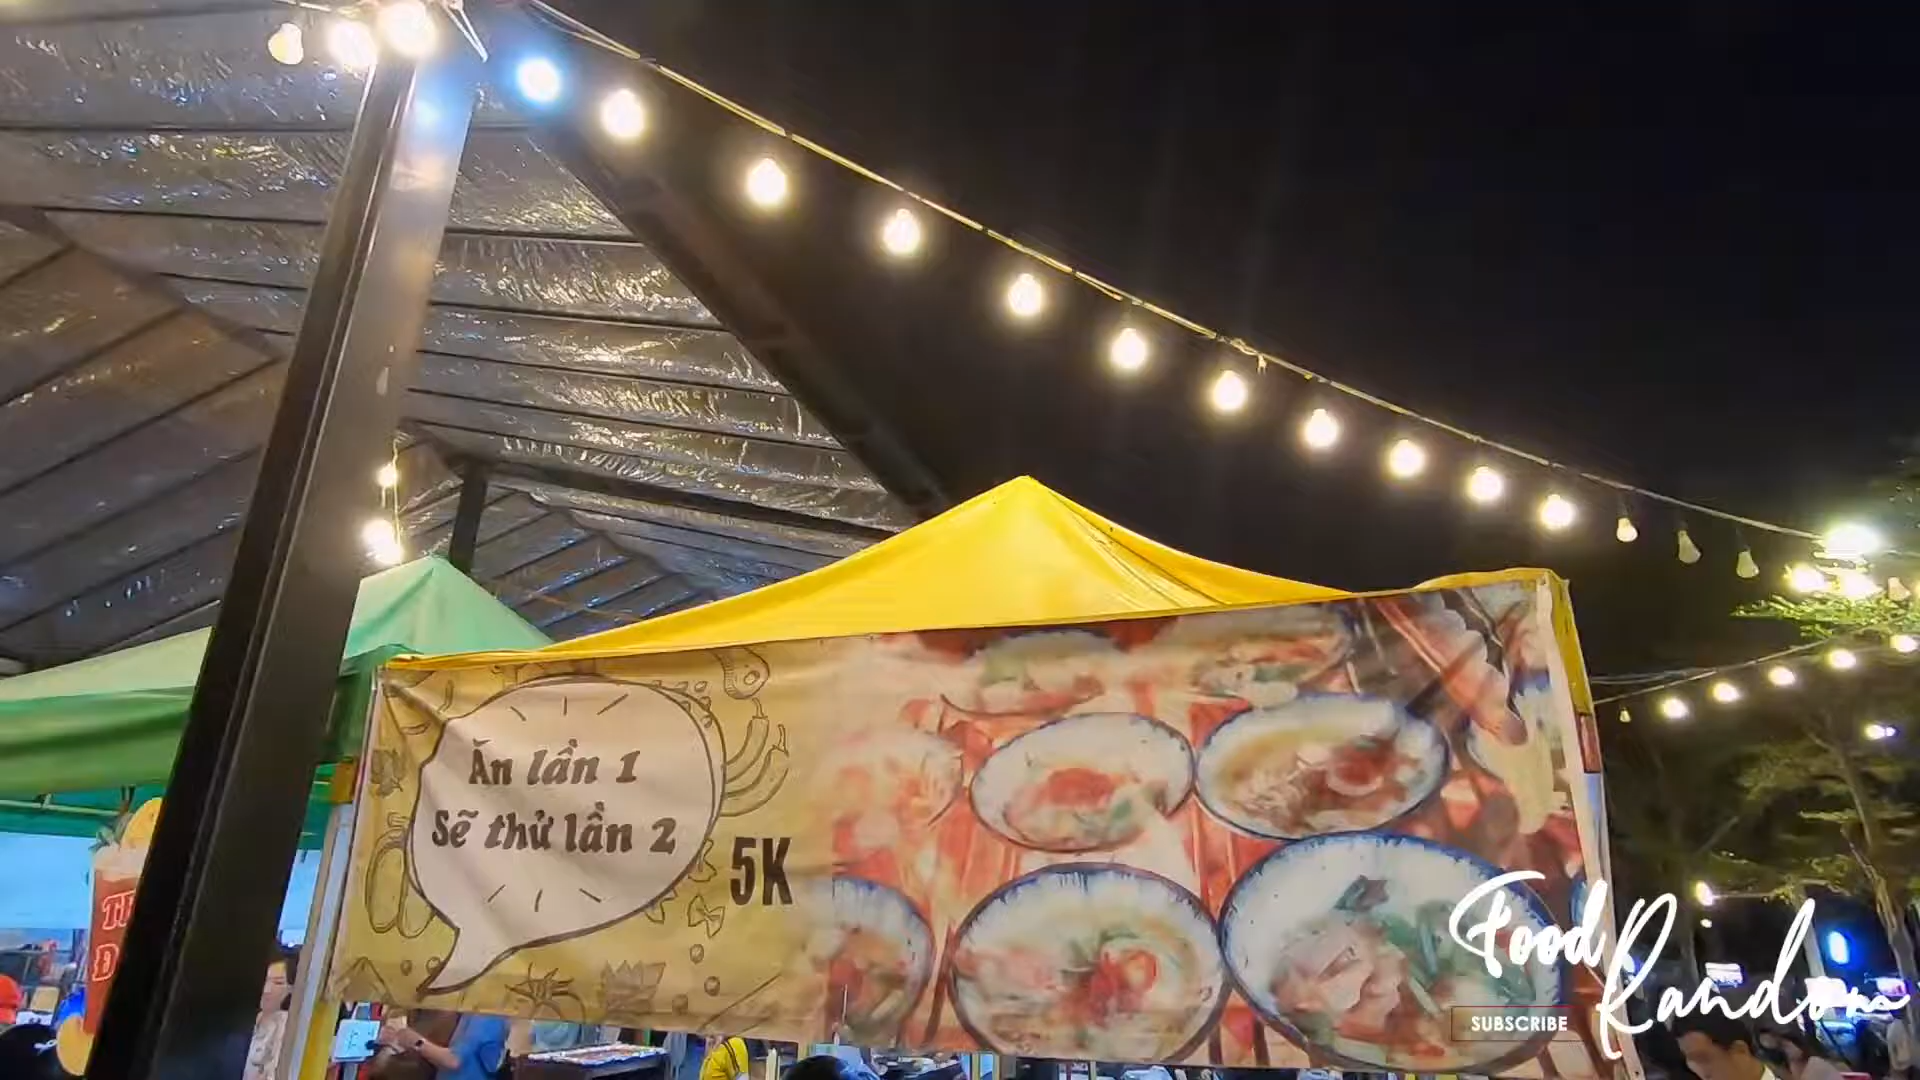 Ăn lần 1
Sẽ thử lần 2
5K
Food
Random
SUBSCRIBE